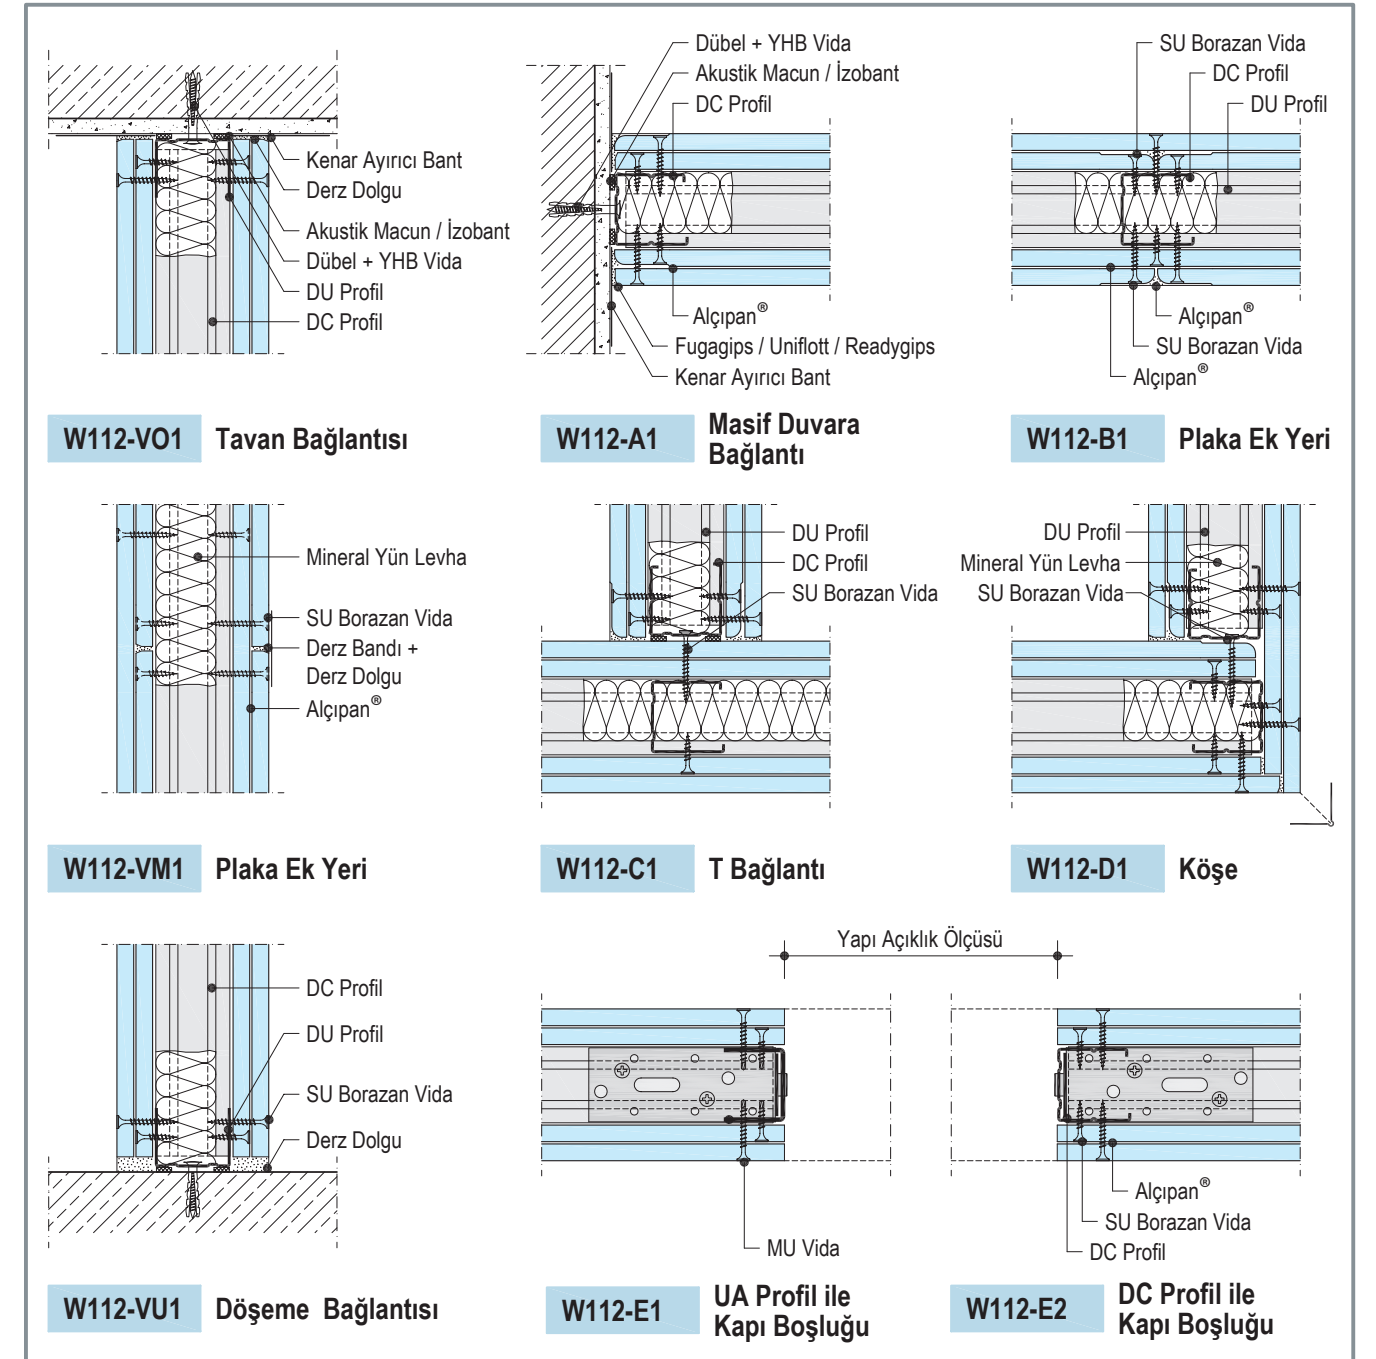 Kenar Ayırıcı Bant
Derz Dolgu
Akustik Macun / İzobant
Dübel + YHB Vida
DU Profil
DC Profil
W112-VO1 Tavan Bağlantısı
Dübel + YHB Vida
Akustik Macun / İzobant
DC Profil
Alçıpan®
Fugagips / Uniflott / Readygips
Kenar Ayırıcı Bant
W112-A1 Masif Duvara
Bağlantı
SU Borazan Vida
DC Profil
DU Profil
Alçıpan®
SU Borazan Vida
Alçıpan®
W112-B1 Plaka Ek Yeri
Mineral Yün Levha
SU Borazan Vida
Derz Bandı +
Derz Dolgu
Alçıpan®
W112-VM1 Plaka Ek Yeri
DU Profil
DC Profil
SU Borazan Vida
W112-C1 T Bağlantı
DU Profil
Mineral Yün Levha
SU Borazan Vida
W112-D1 Köşe
DC Profil
DU Profil
SU Borazan Vida
Derz Dolgu
W112-VU1 Döşeme Bağlantısı
Yapı Açıklık Ölçüsü
MU Vida
W112-E1 UA Profil ile
Kapı Boşluğu
Alçıpan®
SU Borazan Vida
DC Profil
W112-E2 DC Profil ile
Kapı Boşluğu